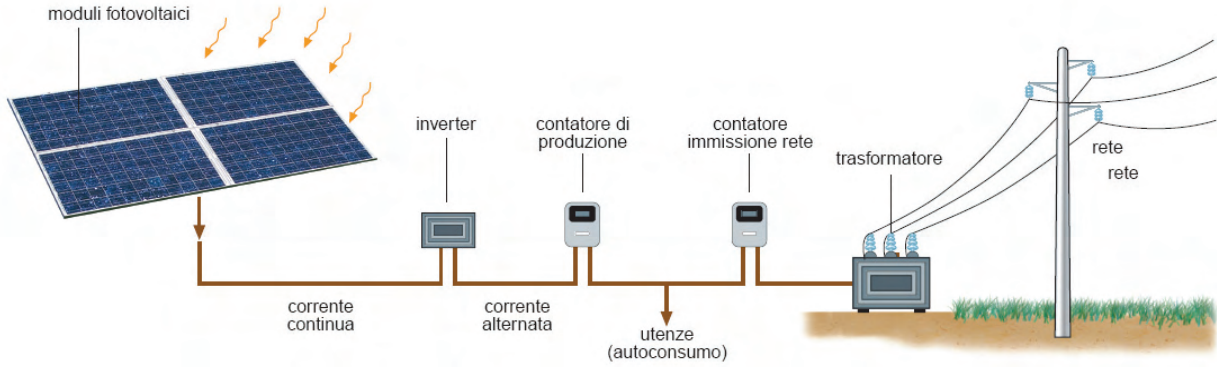 moduli fotovoltaici
inverter
contatore di
produzione
contatore
immissione rete
trasformatore
rete
rete
corrente
continua
corrente
alternata
utenze
(autoconsumo)